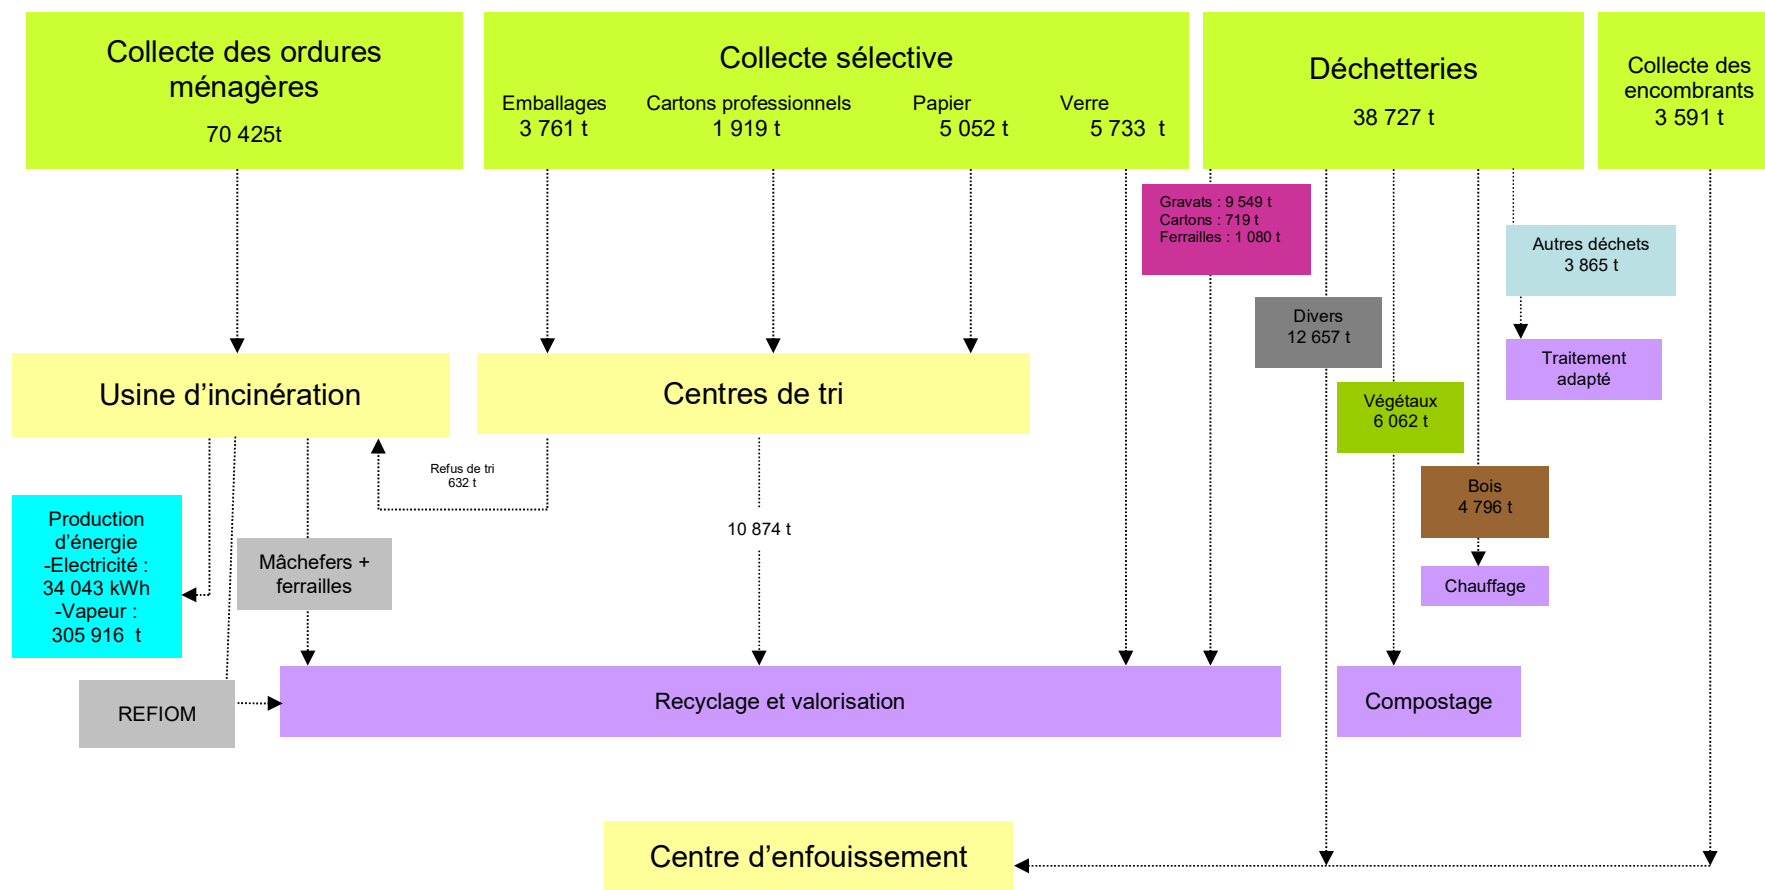 Collecte des ordures
ménagères
70 425t
Collecte sélective
Emballages
3 761 t
Cartons professionnels
1 919 t
Papier
5 052 t
Verre
5 733 t
Déchetteries
38 727 t
Collecte des
encombrants
3 591 t
Gravats : 9 549 t
Cartons : 719 t
Ferrailles : 1 080 t
Autres déchets
3 865 t
Divers
12 657 t
Traitement
adapté
Usine d’incinération
Centres de tri
Végétaux
6 062 t
Refus de tri
632 t
Bois
4 796 t
Production
d’énergie
-Electricité :
34 043 kWh
-Vapeur :
305 916 t
10 874 t
Mâchefers +
ferrailles
Chauffage
REFIOM
Recyclage et valorisation
Compostage
Centre d’enfouissement